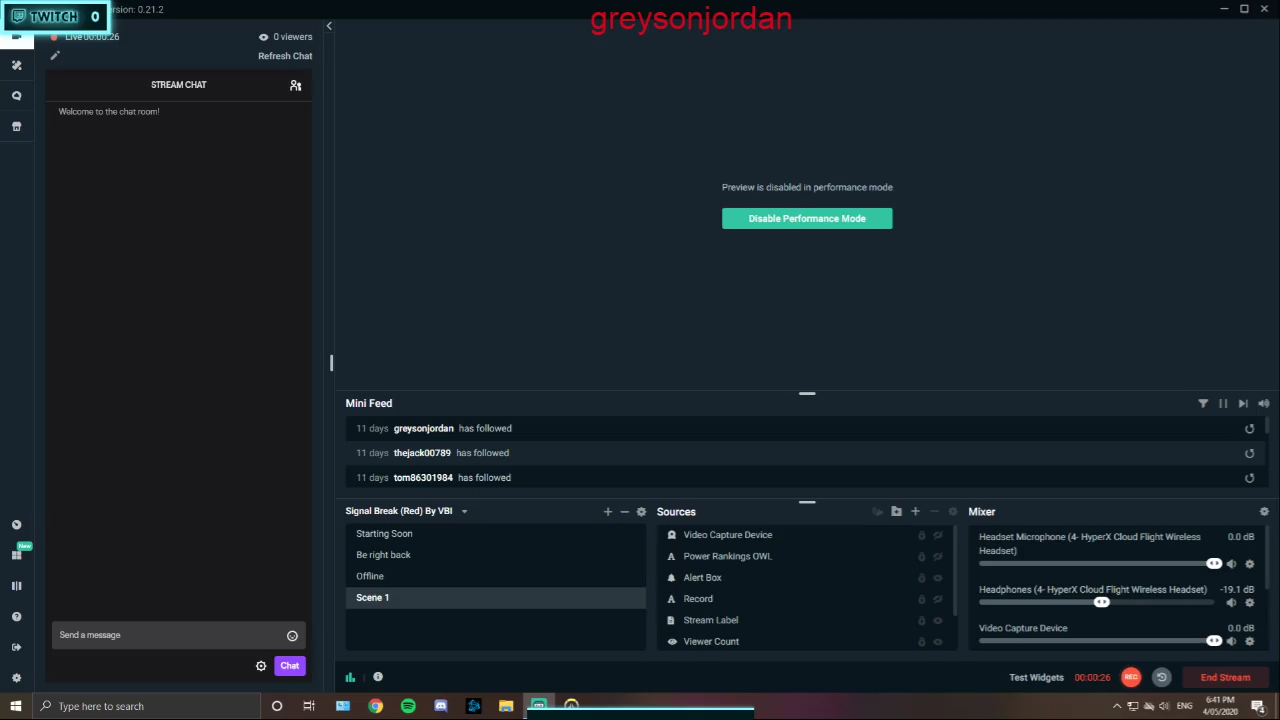 TWITCH 0
ersion: 0.21.2
greysonjordan
Live 00:00:26
0 viewers
Refresh Chat
STREAM CHAT
Welcome to the chat room!
Preview is disabled in performance mode
Disable Performance Mode
Mini Feed
11 days greysonjordan has followed
11 days thejack00789 has followed
11 days tom86301984 has followed
Signal Break (Red) By VBI
Starting Soon
Be right back
Offline
Scene 1
Sources
Video Capture Device
Power Rankings OWL
Alert Box
Record
Stream Label
Viewer Count
Mixer
Headset Microphone (4- HyperX Cloud Flight Wireless
Headset)
0.0 dB
Headphones (4- HyperX Cloud Flight Wireless Headset)
-19.1 dB
Video Capture Device
0.0 dB
New
Send a message
Chat
Test Widgets
00:00:26
REC
End Stream
Type here to search
ENG
6:41 PM
4/05/2020
4